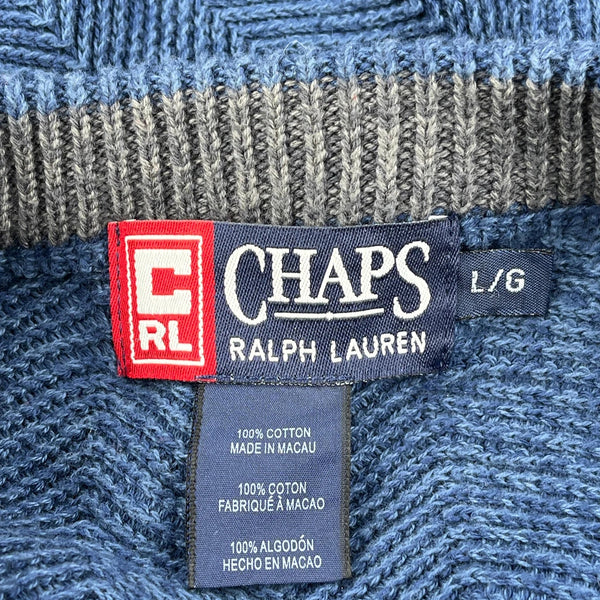 C
RL
CHAPS
RALPH LAUREN
L/G
100% COTTON
MADE IN MACAU
100% COTON
FABRIQUÉ À MACAO
100% ALGODÓN
HECHO EN MACAO